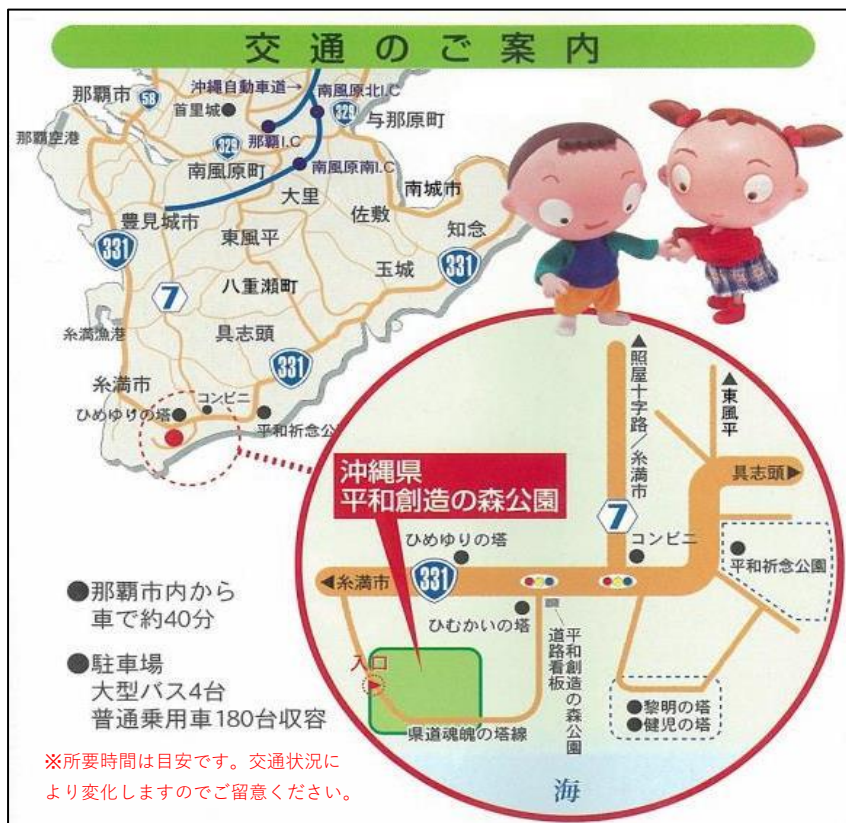 交通のご案内
沖縄自動車道→
南風原北I.C
那覇市
58
首里城
329
与那原町
那覇空港
那覇I.C
329
南風原町
南風原南I.C
大里
南城市
豊見城市
佐敷
知念
東風平
331
玉城
331
7
八重瀬町
糸満漁港
具志頭
331
糸満市
コンビニ
ひめゆりの塔
平和祈念公
▲照屋十字路/糸満市
▲東風平
具志頭▶
沖縄県
平和創造の森公園
7
コンビニ
ひめゆりの塔
平和祈念公園
◀糸満市
331
ひむかいの塔
平和創造の森公園
道路看板
入口
県道魂魄の塔線
●黎明の塔
●健児の塔
海
●那覇市内から
車で約40分
●駐車場
大型バス4台
普通乗用車180台収容
※所要時間は目安です。交通状況に
より変化しますのでご留意ください。